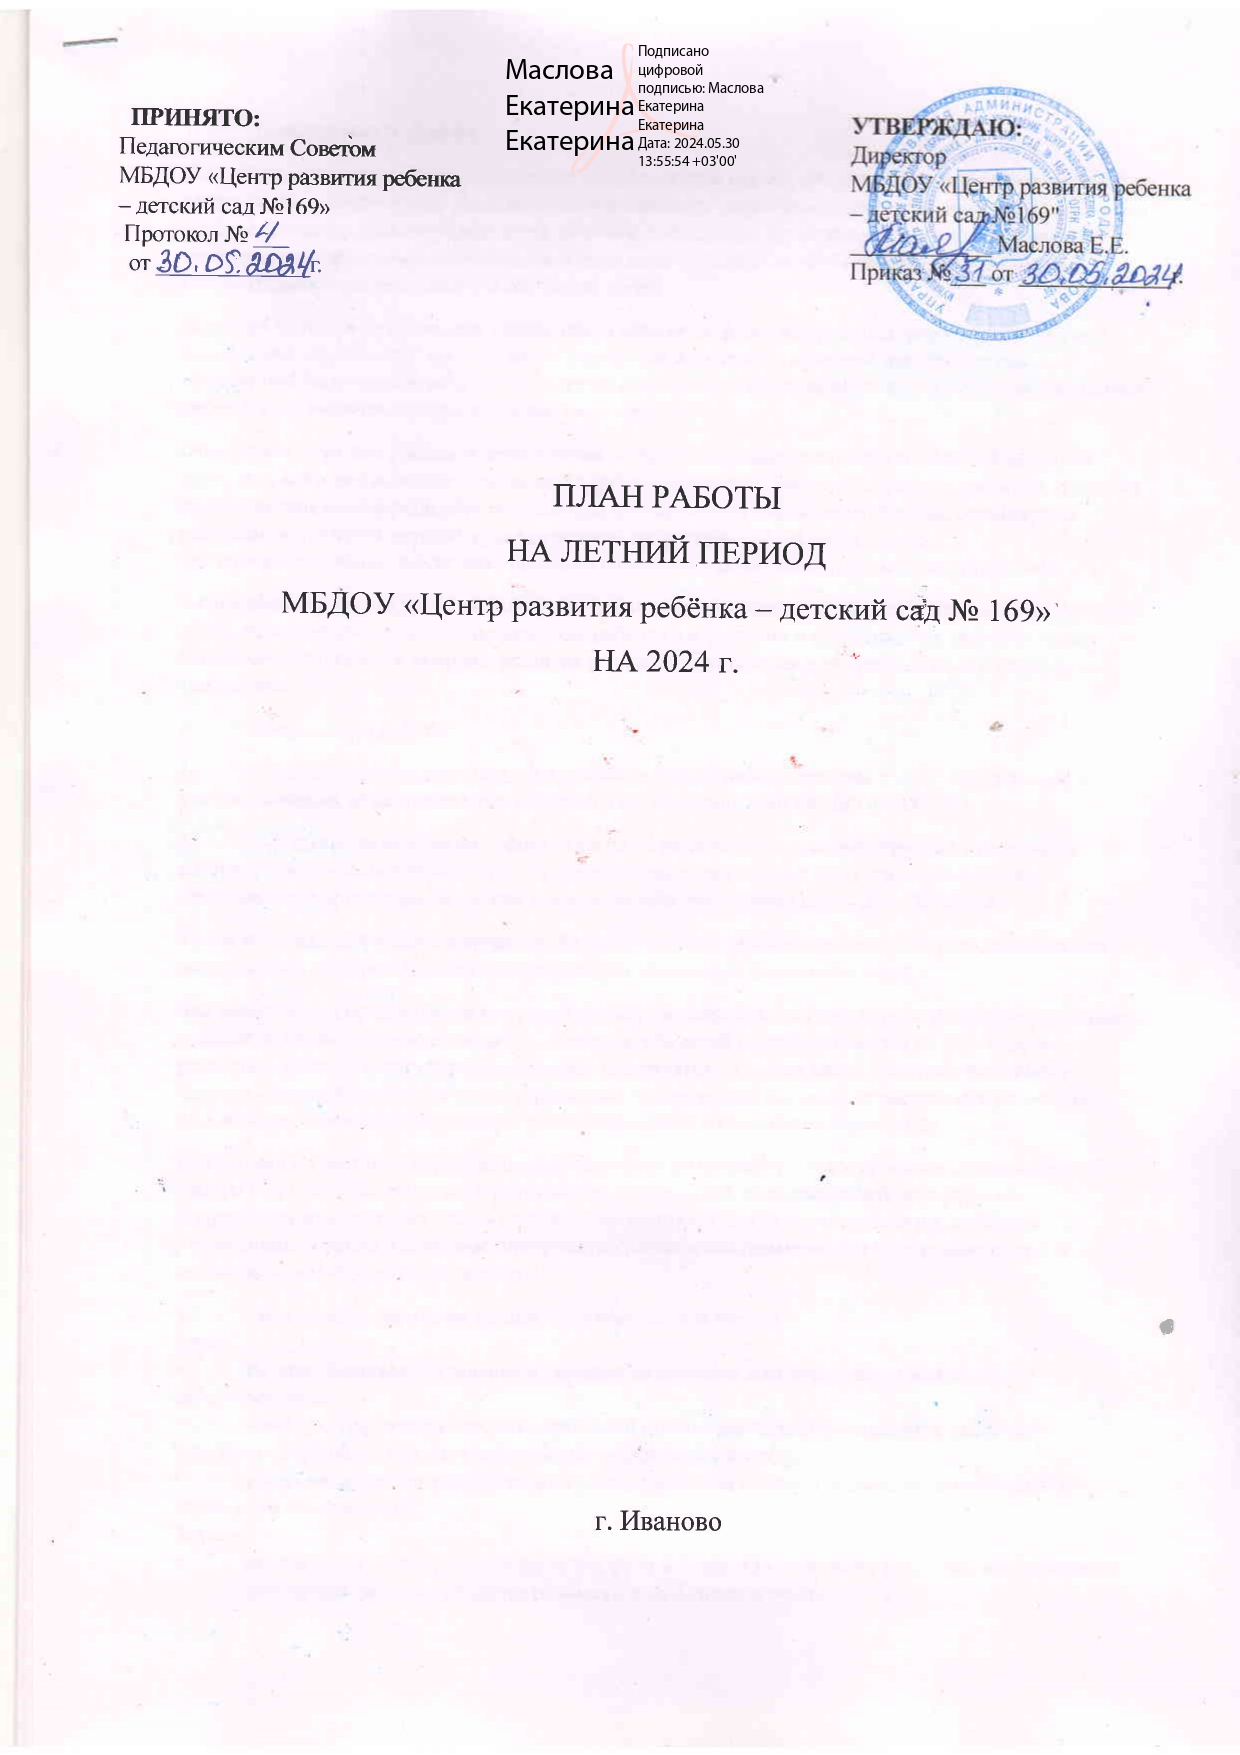 Маслова
Екатерина
Екатерина
Подписано
цифровой
подписью: Маслова
Екатерина
Екатерина
Дата: 2024.05.30
13:55:54 +03'00'
ПРИНЯТО:
Педагогическим Советом
МБДОУ «Центр развития ребенка
– детский сад №169»
Протокол № 4
от 30.05.2024г.
УТВЕРЖДАЮ:
Директор
МБДОУ «Центр развития ребенка
– детский сад №169"
Маслова Е.Е.
Приказ № 31 от 30.05.2024г.
ПЛАН РАБОТЫ
НА ЛЕТНИЙ ПЕРИОД
МБДОУ «Центр развития ребёнка – детский сад № 169»
НА 2024 г.
г. Иваново